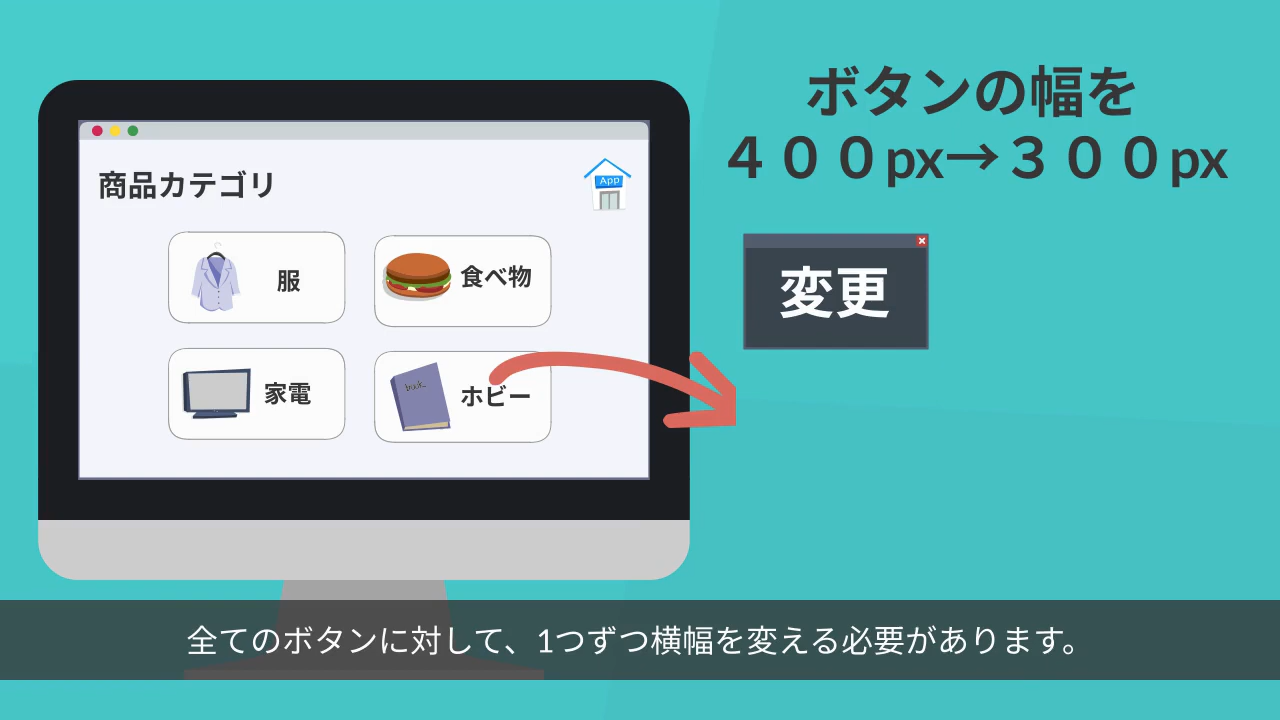 ボタンの幅を
４００px→３００px
商品カテゴリ
App
服
食べ物
家電
book_
ホビー
変更
全てのボタンに対して、1つずつ横幅を変える必要があります。